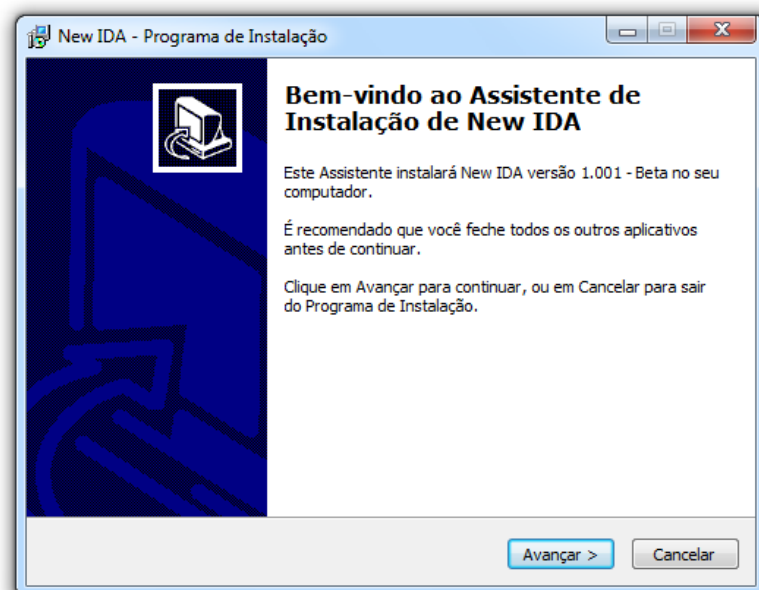 New IDA - Programa de Instalação
Bem-vindo ao Assistente de
Instalação de New IDA
Este Assistente instalará New IDA versão 1.001 - Beta no seu
computador.
É recomendado que você feche todos os outros aplicativos
antes de continuar.
Clique em Avançar para continuar, ou em Cancelar para sair
do Programa de Instalação.
Avançar >
Cancelar